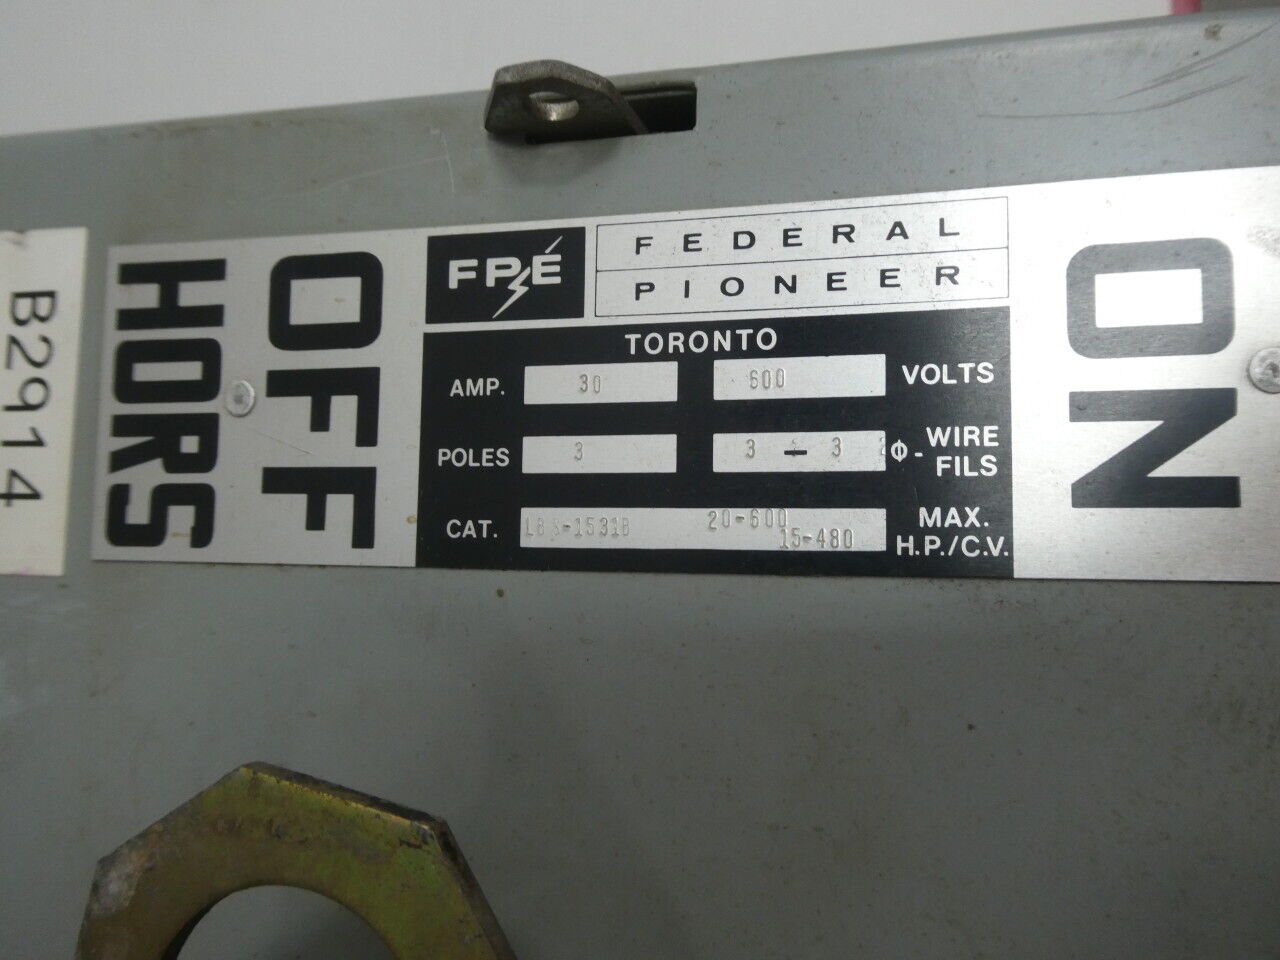 B2914
OFF
HORS
FPÉ
FEDERAL
PIONEER
TORONTO
AMP. 30 600 VOLTS
POLES 3 3 - 3 Φ- WIRE
FILS
CAT. 20-600 MAX.
15-480 H.P./C.V.
ON